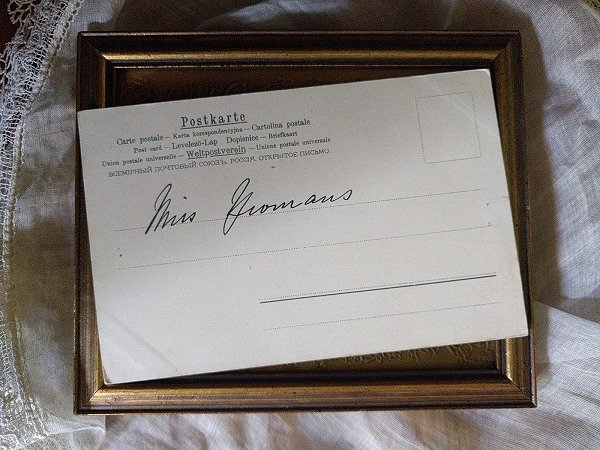 Postkarte
Carte postale — Karta korespondencyjna — Cartolina postale
Post card — Levelező-Lap Dopisnice — Briefkaart
Union postale universelle — Weltpostverein — Unione postale universale
ВСЕМІРНЫЙ ПОЧТОВЫЙ СОЮЗЪ. РОССІЯ. ОТКРЫТОЕ ПИСЬМО.
Miss Yeomans